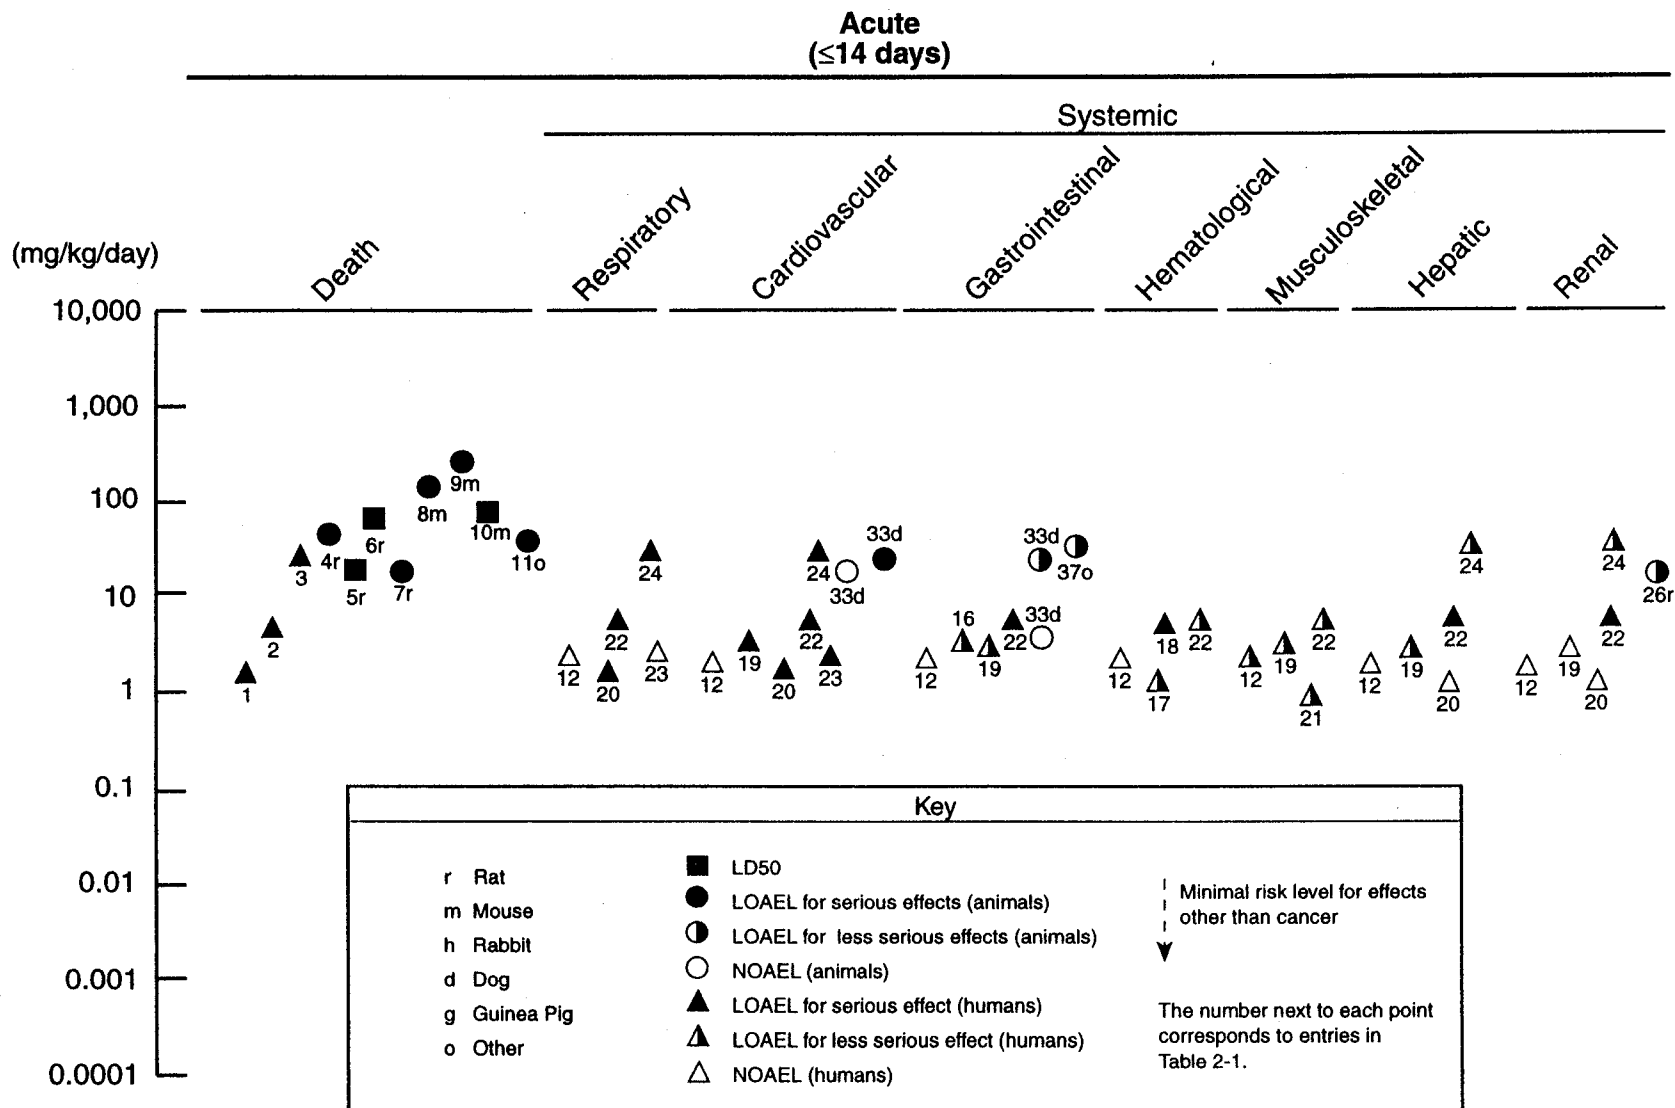 Acute
(≤14 days)
Systemic
(mg/kg/day)
Death
Respiratory
Cardiovascular
Gastrointestinal
Hematological
Musculoskeletal
Hepatic
Renal
10,000
1,000
100
10
1
0.1
0.01
0.001
0.0001
1
2
3
4r
5r
6r
7r
8m
9m
10m
11o
12
20
22
24
23
12
19
20
22
24
23
33d
33d
12
16
19
22
33d
33d
37o
12
17
18
22
12
19
21
22
12
19
20
22
24
12
19
20
22
24
26r
Key
r Rat
m Mouse
h Rabbit
d Dog
g Guinea Pig
o Other
LD50
LOAEL for serious effects (animals)
LOAEL for less serious effects (animals)
NOAEL (animals)
LOAEL for serious effect (humans)
LOAEL for less serious effect (humans)
NOAEL (humans)
Minimal risk level for effects
other than cancer
The number next to each point
corresponds to entries in
Table 2-1.